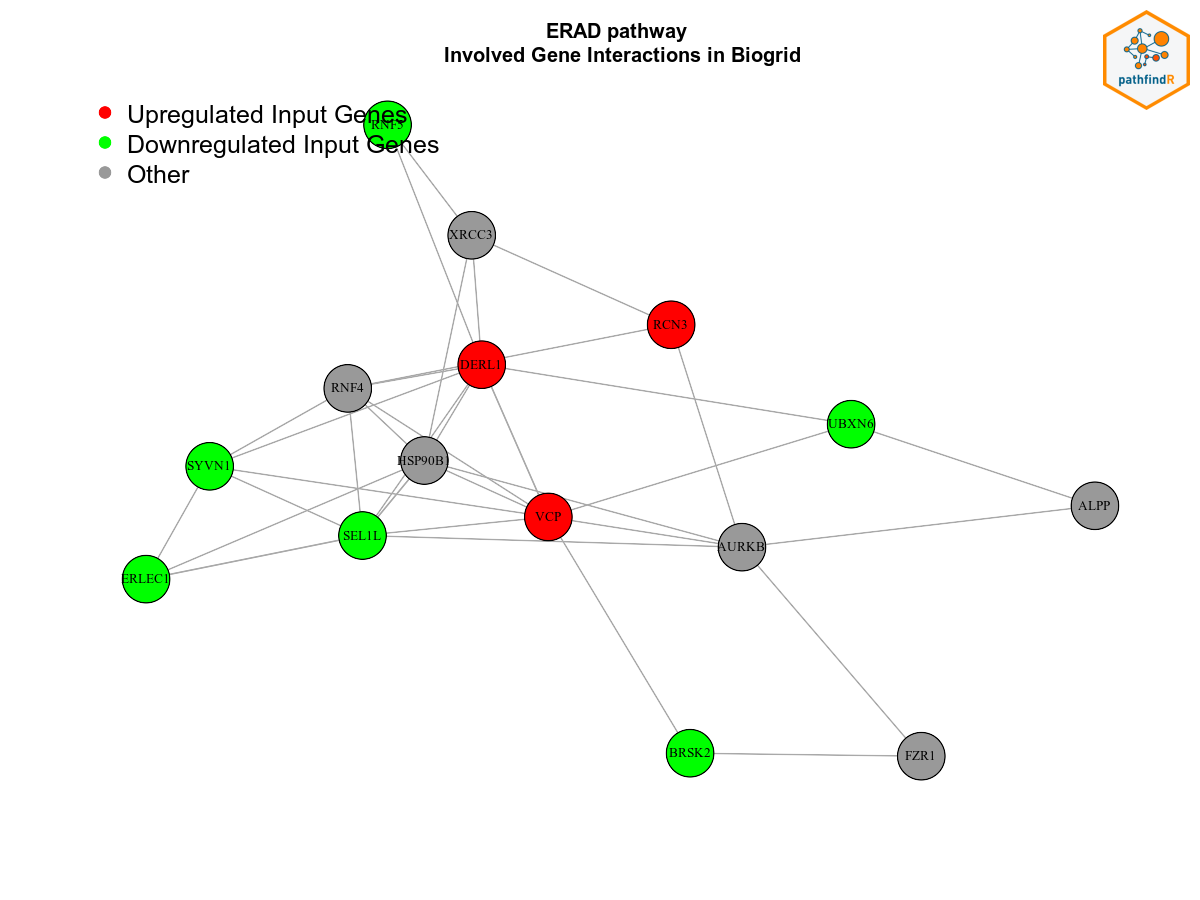 ERAD pathway
Involved Gene Interactions in Biogrid
pathfindR
Upregulated Input Genes
RNF5
Downregulated Input Genes
Other
XRCC3
RCN3
DERL1
RNF4
UBXN6
HSP90B1
SYVN1
ALPP
VCP
SEL1L
AURKB
ERLEC1
BRSK2
FZR1